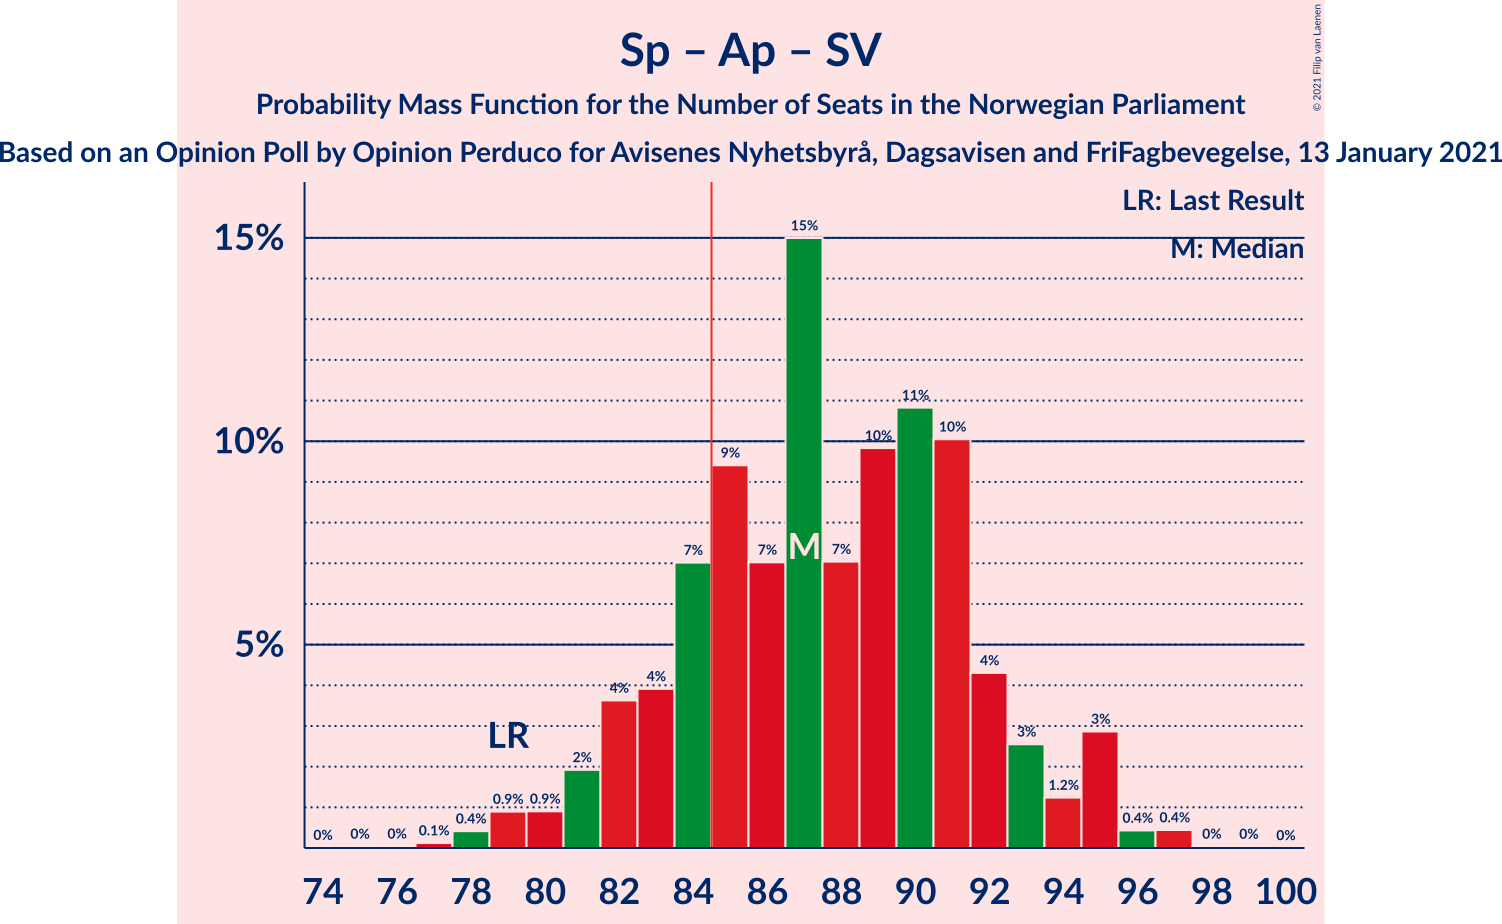 Sp – Ap – SV
Probability Mass Function for the Number of Seats in the Norwegian Parliament
Based on an Opinion Poll by Opinion Perduco for Avisenes Nyhetsbyrå, Dagsavisen and FriFagbevegelse, 13 January 2021
© 2021 Filip van Laenen
LR: Last Result
M: Median
15%
10%
5%
0% 0% 0% 0.1% 0.4% 0.9% 0.9% 2% 4% 4% 7% 9% 7% 15% 7% 10% 11% 10% 4% 3% 1.2% 3% 0.4% 0.4% 0% 0% 0%
LR
M
74 76 78 80 82 84 86 88 90 92 94 96 98 100